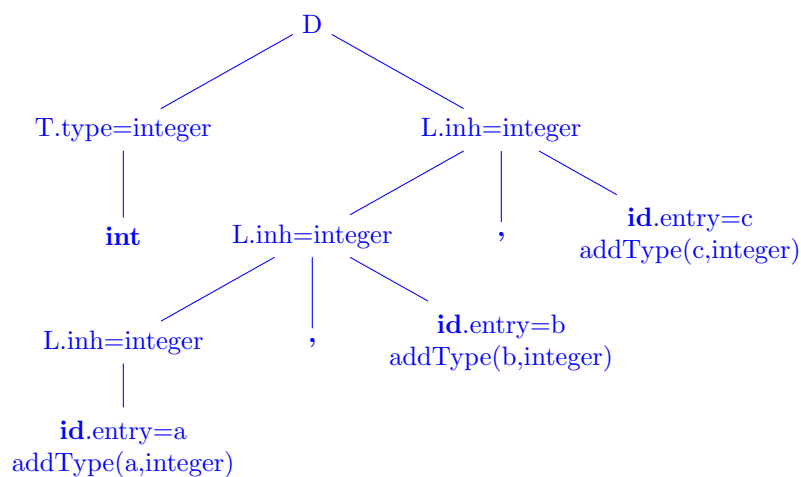 D
T.type=integer
L.inh=integer
int
L.inh=integer
,
id.entry=c
addType(c,integer)
L.inh=integer
,
id.entry=b
addType(b,integer)
id.entry=a
addType(a,integer)